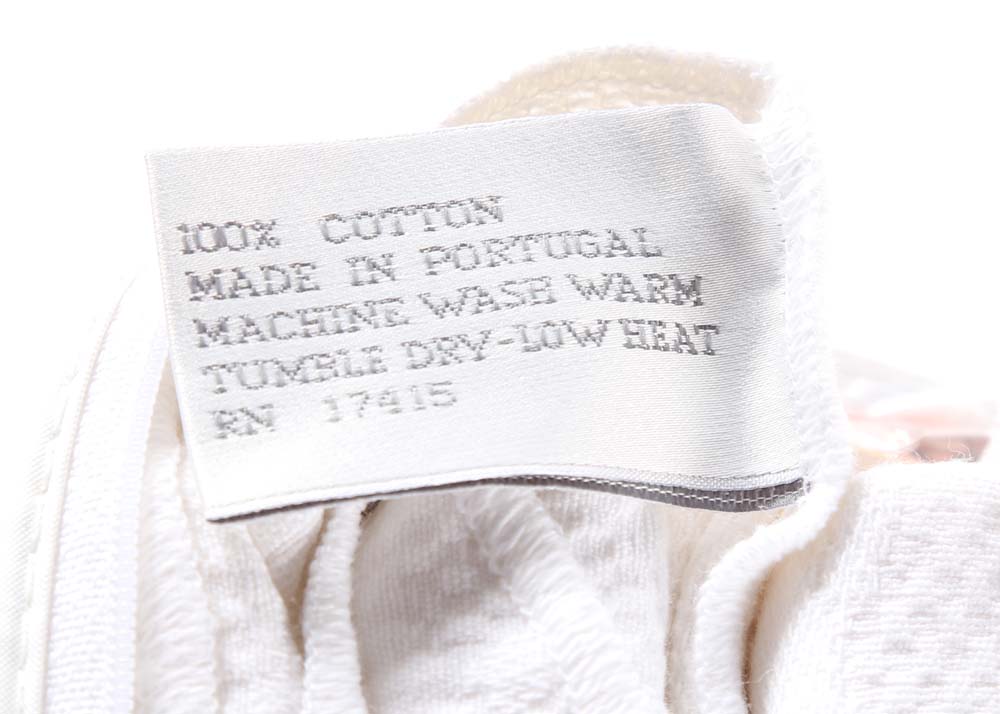 100% COTTON
MADE IN PORTUGAL
MACHINE WASH WARM
TUMBLE DRY-LOW HEAT
RN 17415